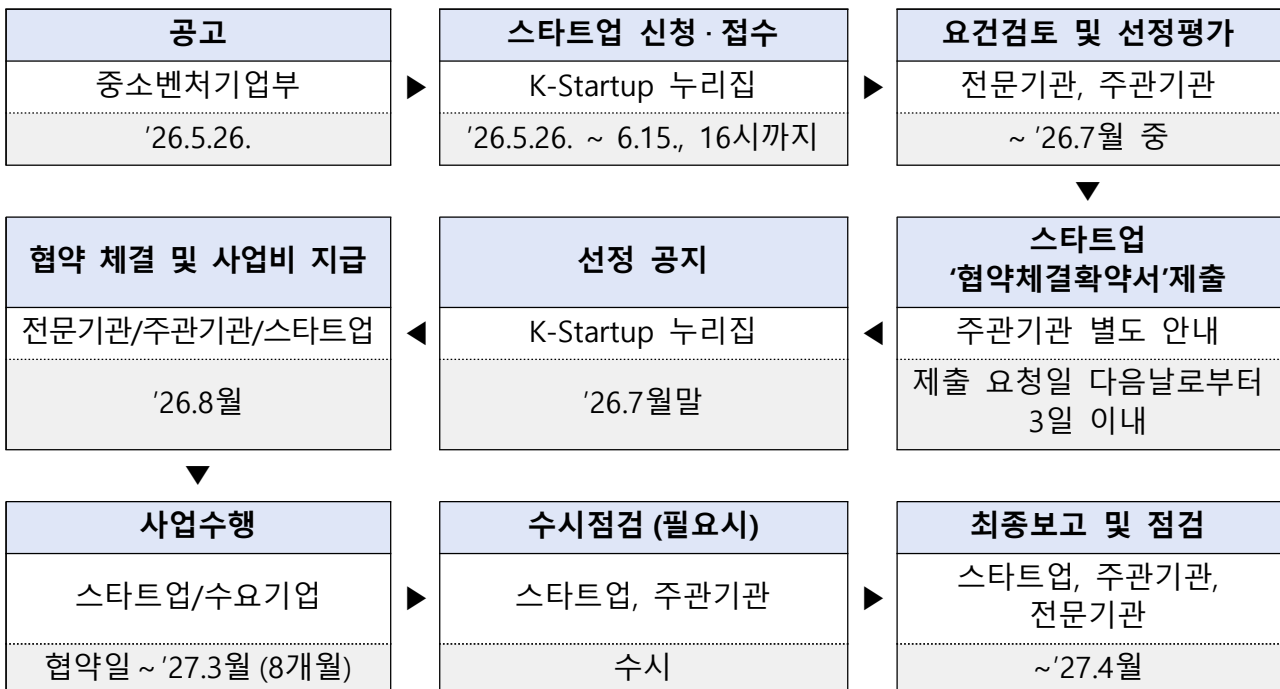 공고
중소벤처기업부
'26.5.26.
▶
스타트업 신청·접수
K-Startup 누리집
'26.5.26. ~ 6.15., 16시까지
▶
요건검토 및 선정평가
전문기관, 주관기관
~ '26.7월 중
▼
스타트업
'협약체결확약서'제출
주관기관 별도 안내
제출 요청일 다음날로부터
3일 이내
◀
선정 공지
K-Startup 누리집
'26.7월말
◀
협약 체결 및 사업비 지급
전문기관/주관기관/스타트업
'26.8월
▼
사업수행
스타트업/수요기업
협약일 ~ '27.3월 (8개월)
▶
수시점검 (필요시)
스타트업, 주관기관
수시
▶
최종보고 및 점검
스타트업, 주관기관,
전문기관
~'27.4월